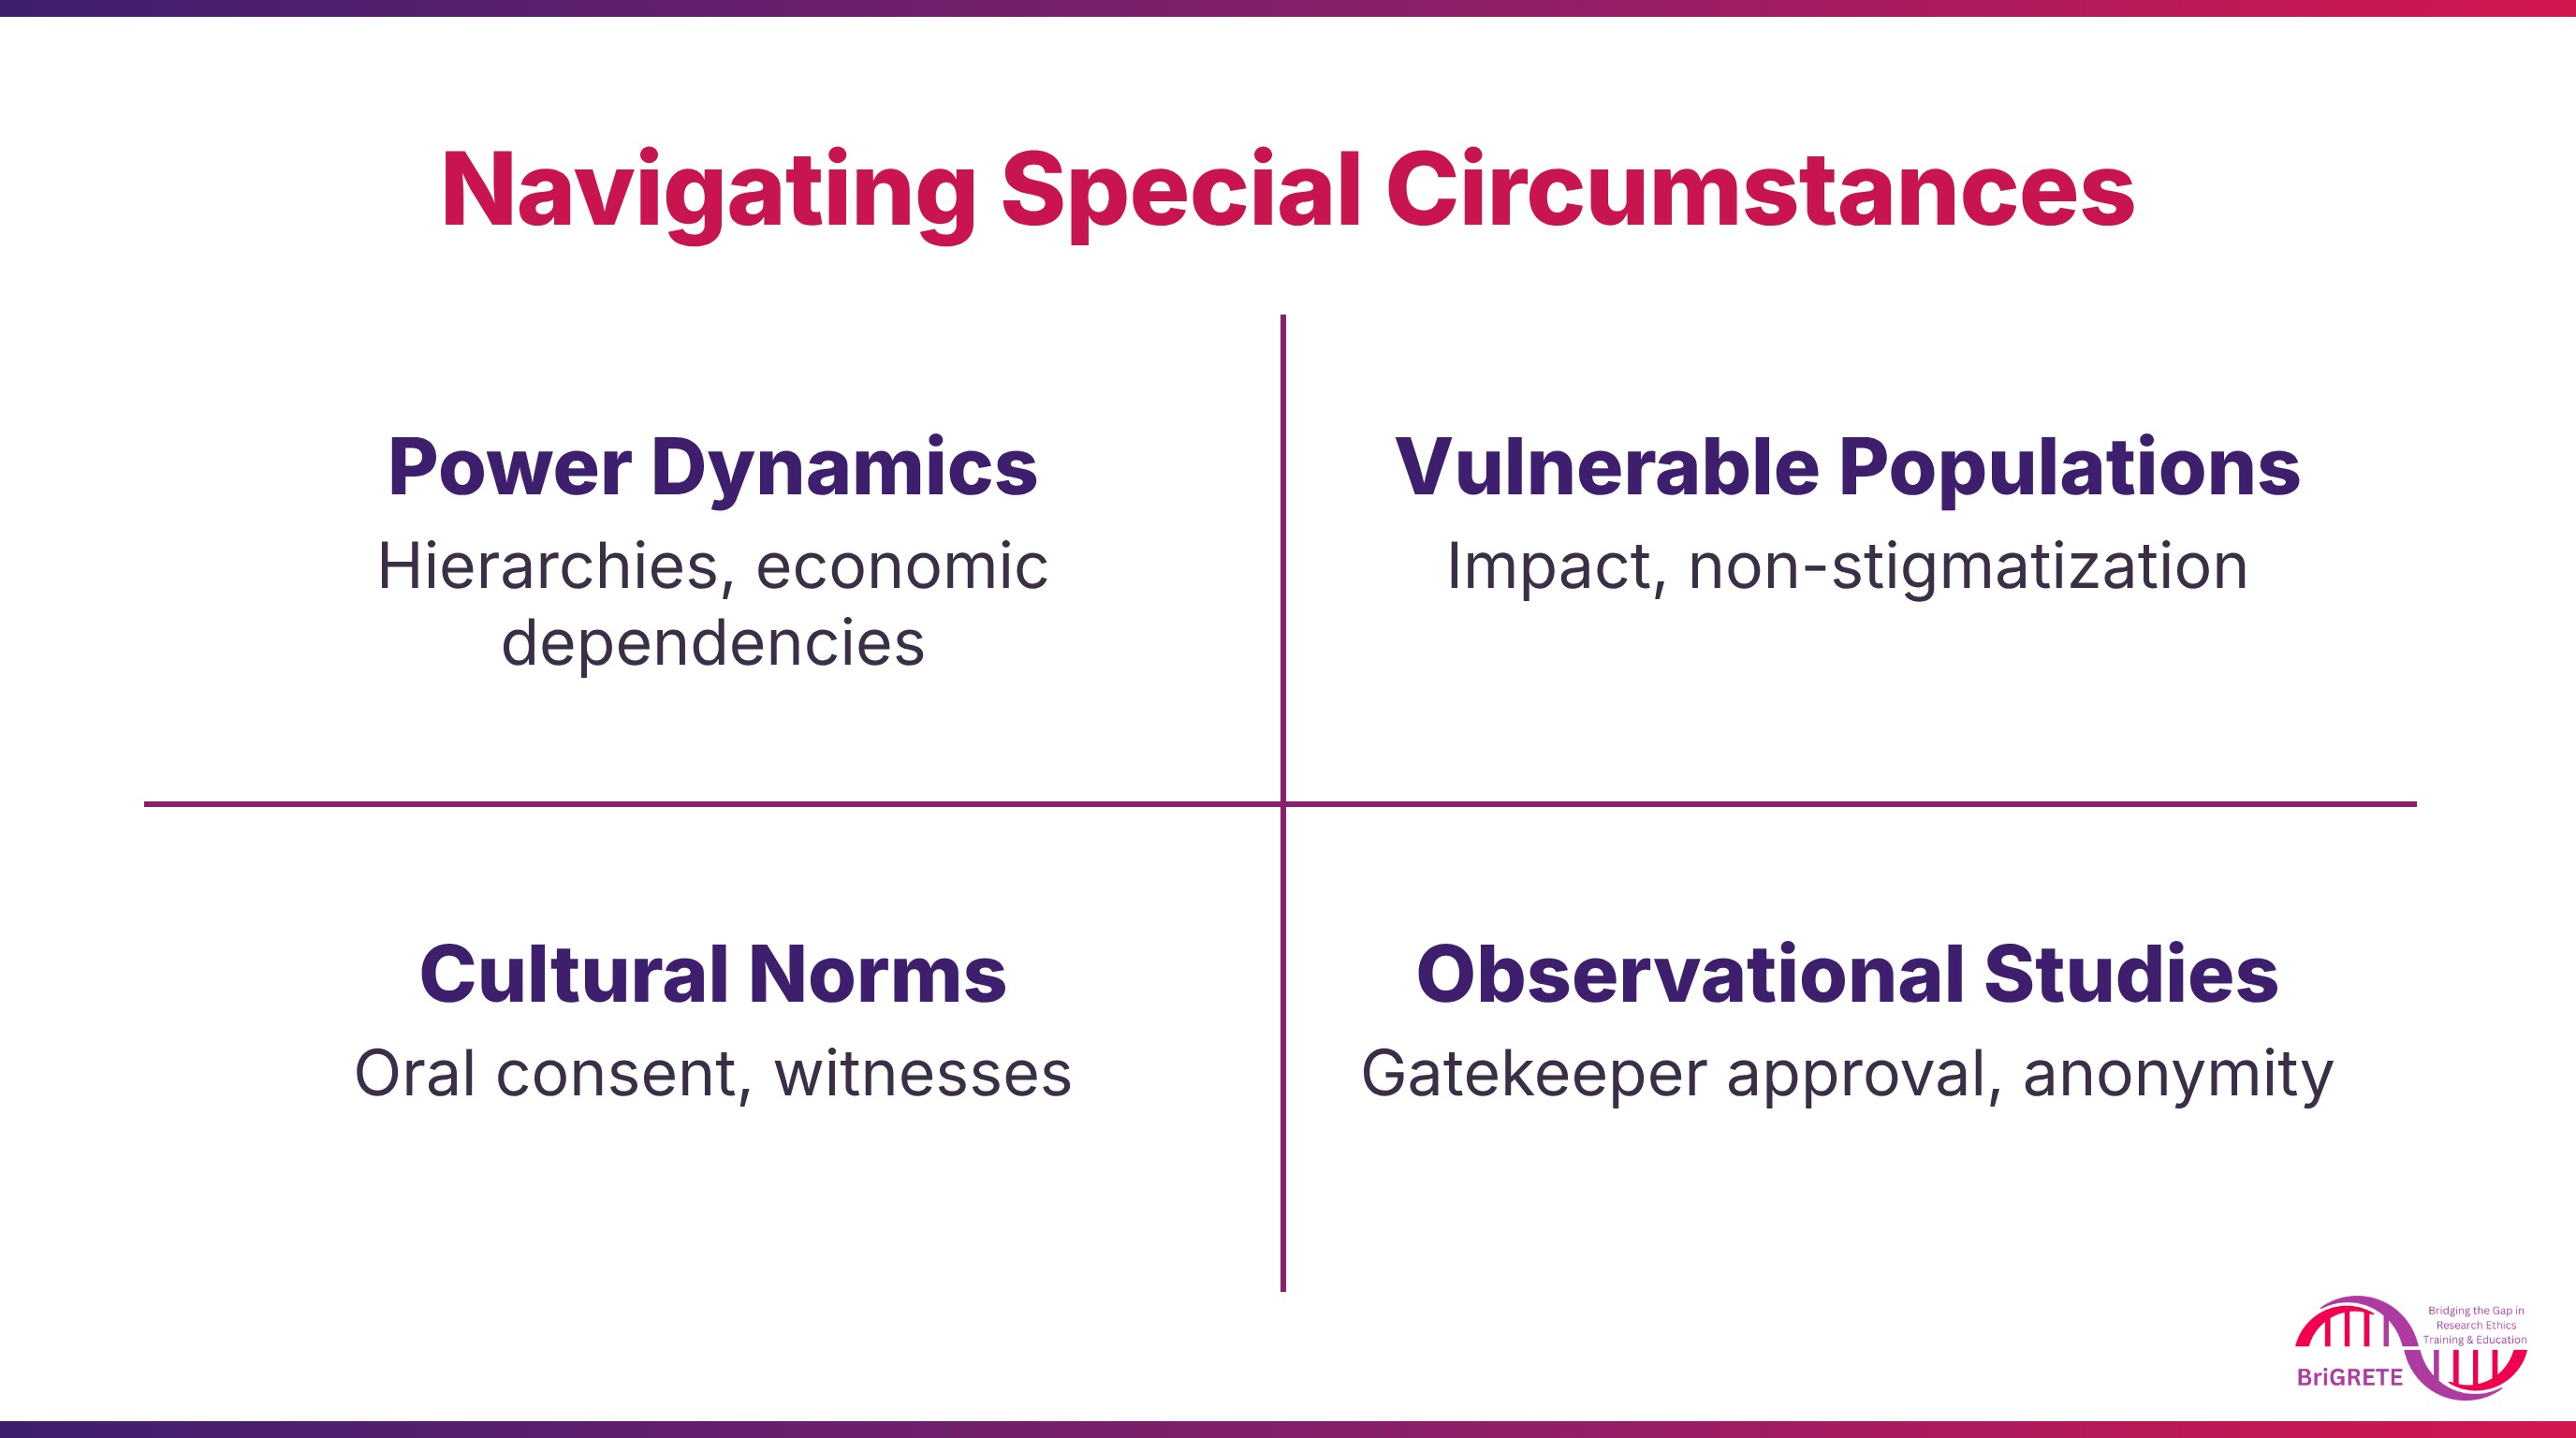 Navigating Special Circumstances
Power Dynamics
Hierarchies, economic
dependencies
Vulnerable Populations
Impact, non-stigmatization
Cultural Norms
Oral consent, witnesses
Observational Studies
Gatekeeper approval, anonymity
Bridging the Gap in
Research Ethics
Training & Education
BriGRETE